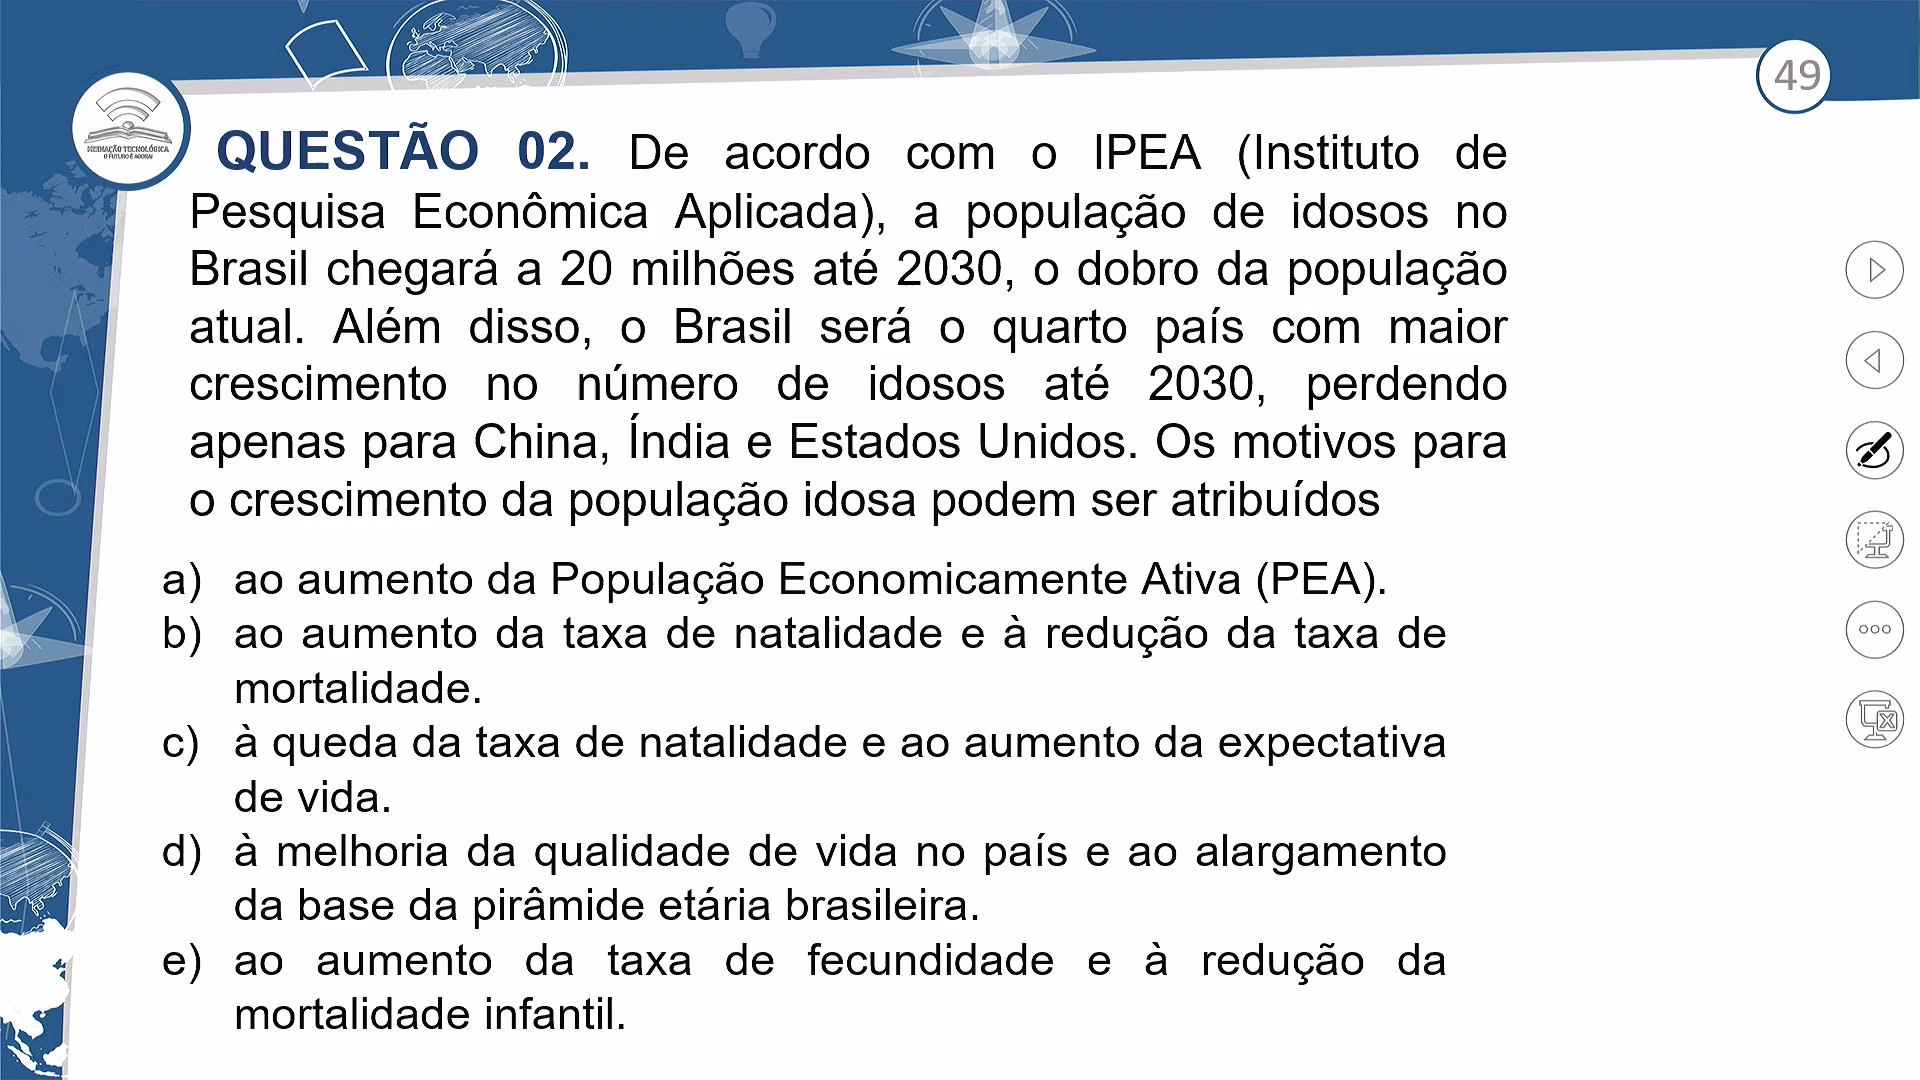 49
MEDIAÇÃO TECNOLÓGICA
O FUTURO É AGORA!
QUESTÃO 02. De acordo com o IPEA (Instituto de
Pesquisa Econômica Aplicada), a população de idosos no
Brasil chegará a 20 milhões até 2030, o dobro da população
atual. Além disso, o Brasil será o quarto país com maior
crescimento no número de idosos até 2030, perdendo
apenas para China, Índia e Estados Unidos. Os motivos para
o crescimento da população idosa podem ser atribuídos
a) ao aumento da População Economicamente Ativa (PEA).
b) ao aumento da taxa de natalidade e à redução da taxa de
mortalidade.
c) à queda da taxa de natalidade e ao aumento da expectativa
de vida.
d) à melhoria da qualidade de vida no país e ao alargamento
da base da pirâmide etária brasileira.
e) ao aumento da taxa de fecundidade e à redução da
mortalidade infantil.